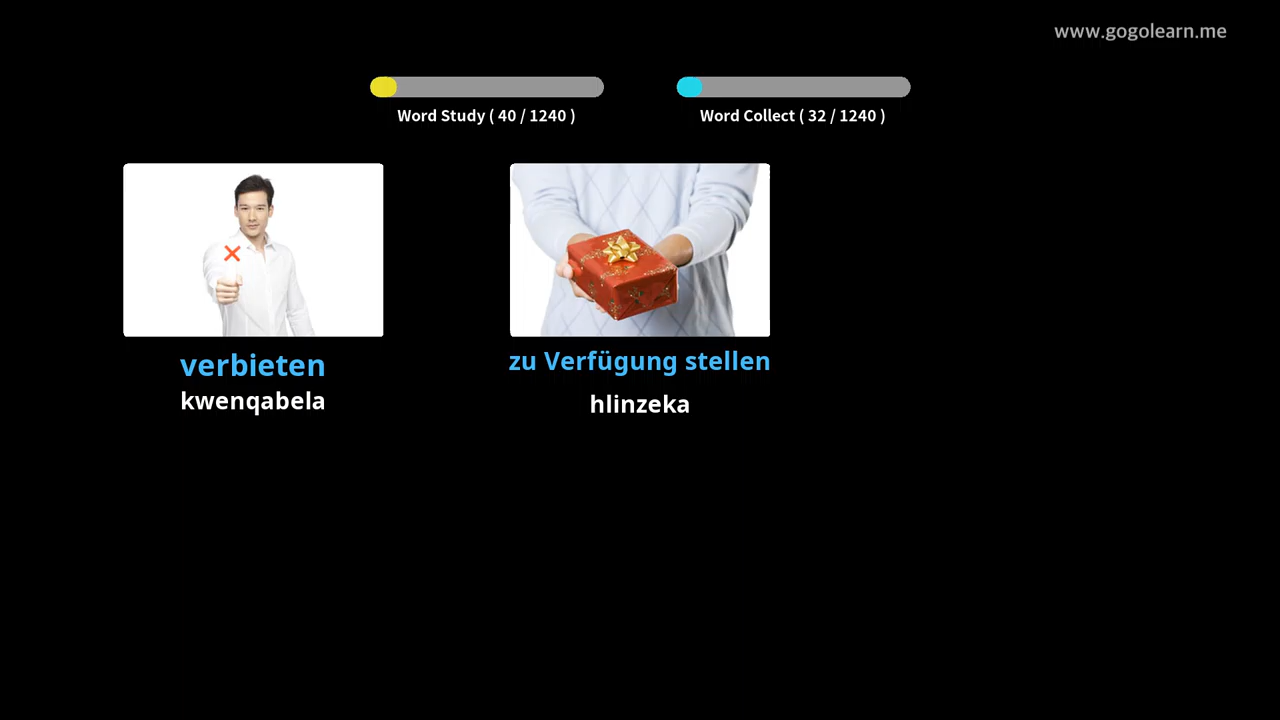 www.gogolearn.me
Word Study ( 40 / 1240 )
Word Collect ( 32 / 1240 )
verbieten
kwenqabela
zu Verfügung stellen
hlinzeka